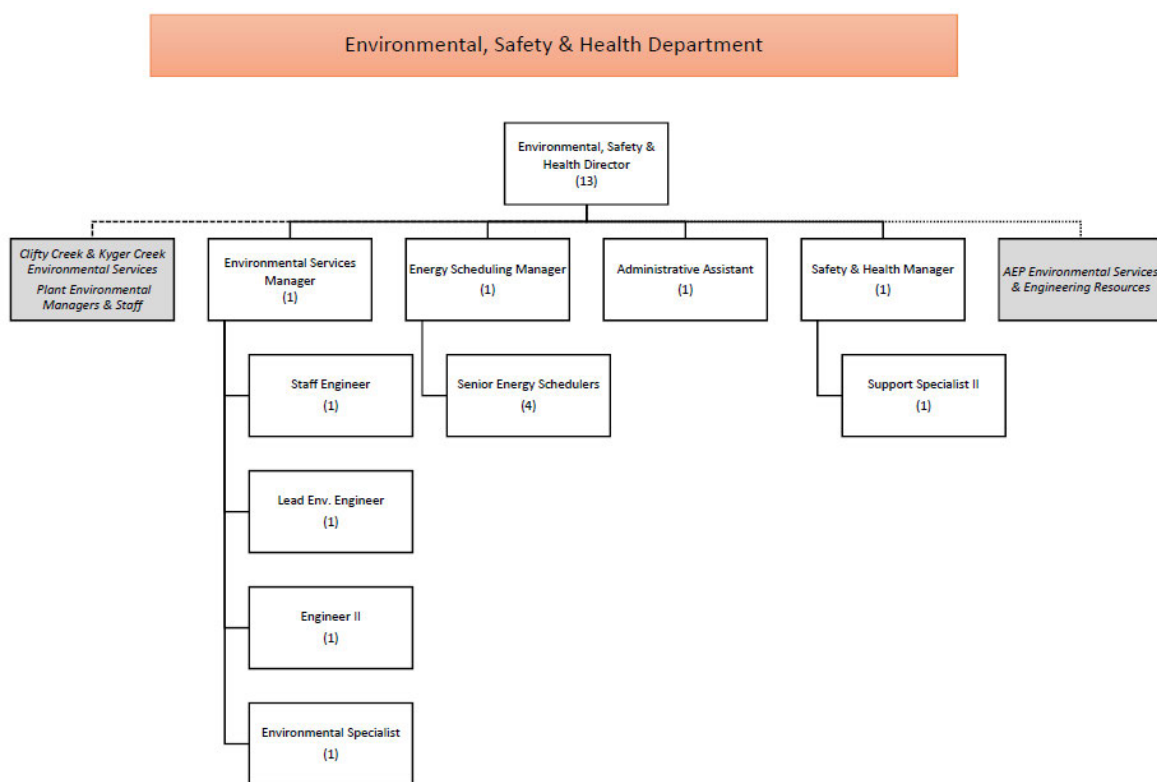 Environmental, Safety & Health Department
Environmental, Safety &
Health Director
(13)
Clifty Creek & Kyger Creek
Environmental Services
Plant Environmental
Managers & Staff
Environmental Services
Manager
(1)
Energy Scheduling Manager
(1)
Administrative Assistant
(1)
Safety & Health Manager
(1)
AEP Environmental Services
& Engineering Resources
Staff Engineer
(1)
Senior Energy Schedulers
(4)
Support Specialist II
(1)
Lead Env. Engineer
(1)
Engineer II
(1)
Environmental Specialist
(1)